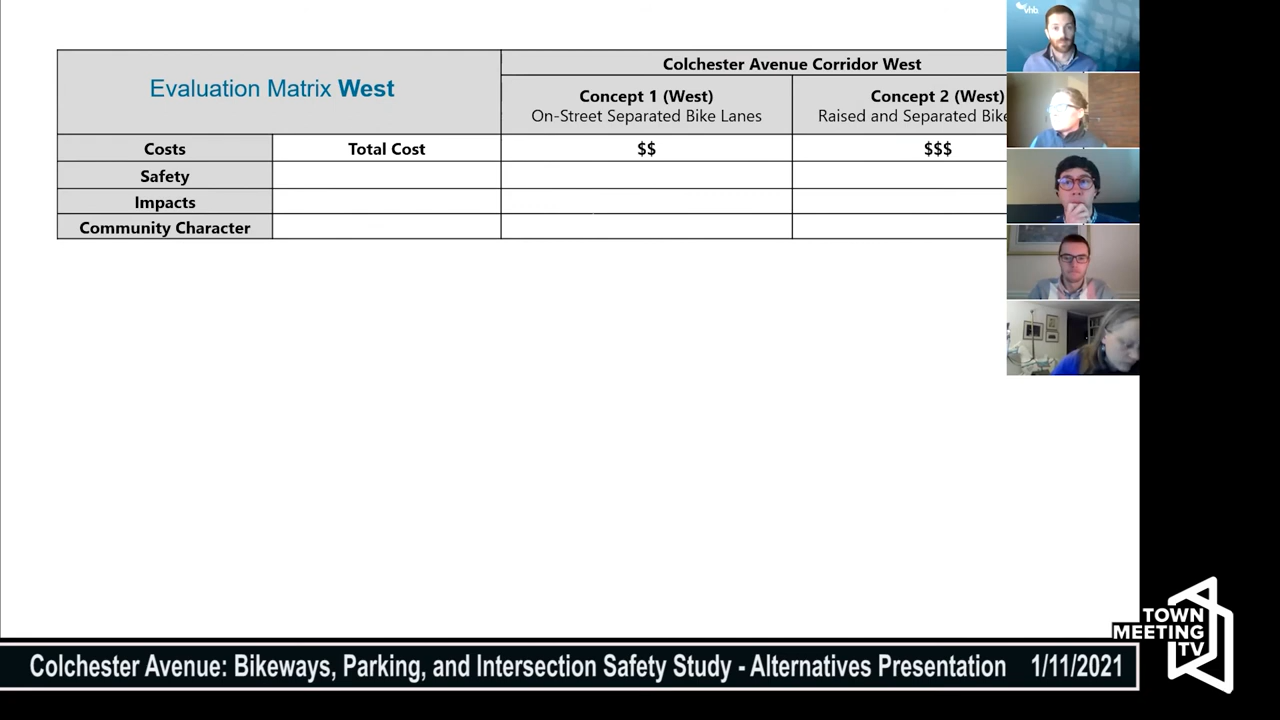 vhb
Colchester Avenue Corridor West
Evaluation Matrix West
Concept 1 (West)
On-Street Separated Bike Lanes
Concept 2 (West)
Raised and Separated Bike
Costs
Total Cost
$$
$$$
Safety
Impacts
Community Character
TOWN
MEETING
TV
Colchester Avenue: Bikeways, Parking, and Intersection Safety Study - Alternatives Presentation 1/11/2021